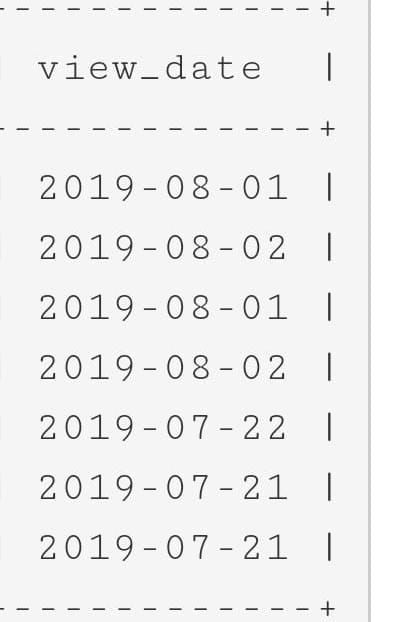 -------------+
| view_date  |
-------------+
| 2019-08-01 |
| 2019-08-02 |
| 2019-08-01 |
| 2019-08-02 |
| 2019-07-22 |
| 2019-07-21 |
| 2019-07-21 |
-------------+